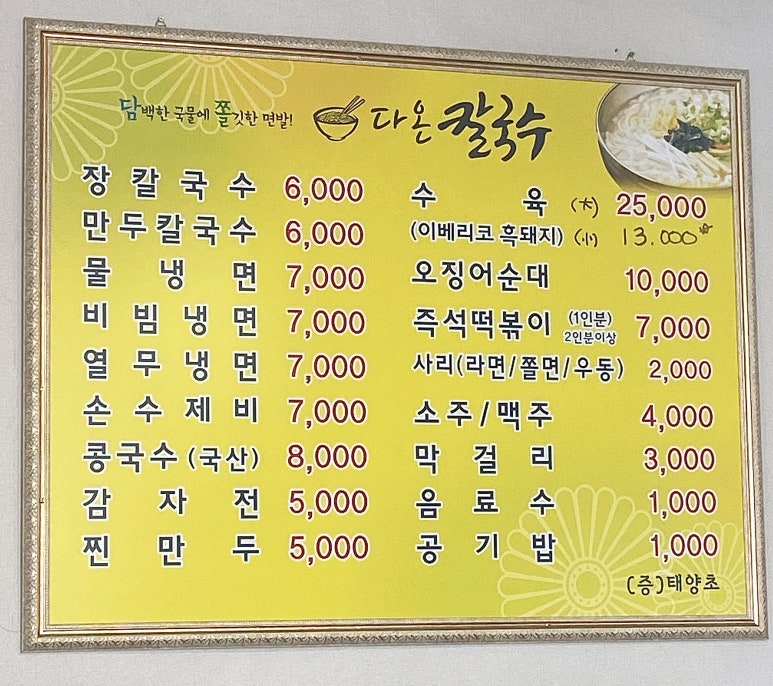 담백한 국물에 쫄깃한 면발!
다온 칼국수
장칼국수 6,000
만두칼국수 6,000
물냉면 7,000
비빔냉면 7,000
열무냉면 7,000
손수제비 7,000
콩국수(국산) 8,000
감자전 5,000
찐만두 5,000
수육 (大) 25,000
(이베리코 흑돼지) (小) 13.000
오징어순대 10,000
즉석떡볶이 (1인분) 2인분이상 7,000
사리(라면/쫄면/우동) 2,000
소주/맥주 4,000
막걸리 3,000
음료수 1,000
공기밥 1,000
(증)태양초